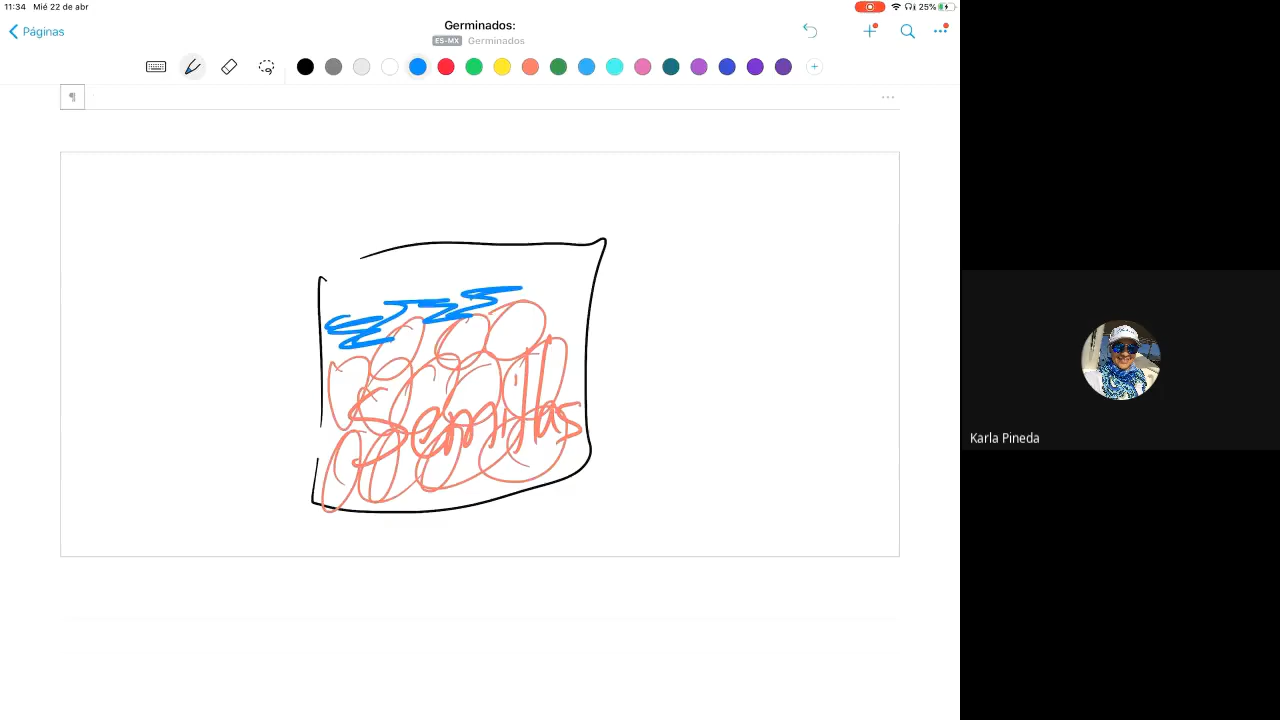 11:34 Mié 22 de abr
25%
Páginas
Germinados:
ES-MX Germinados
¶
Semillas
Karla Pineda